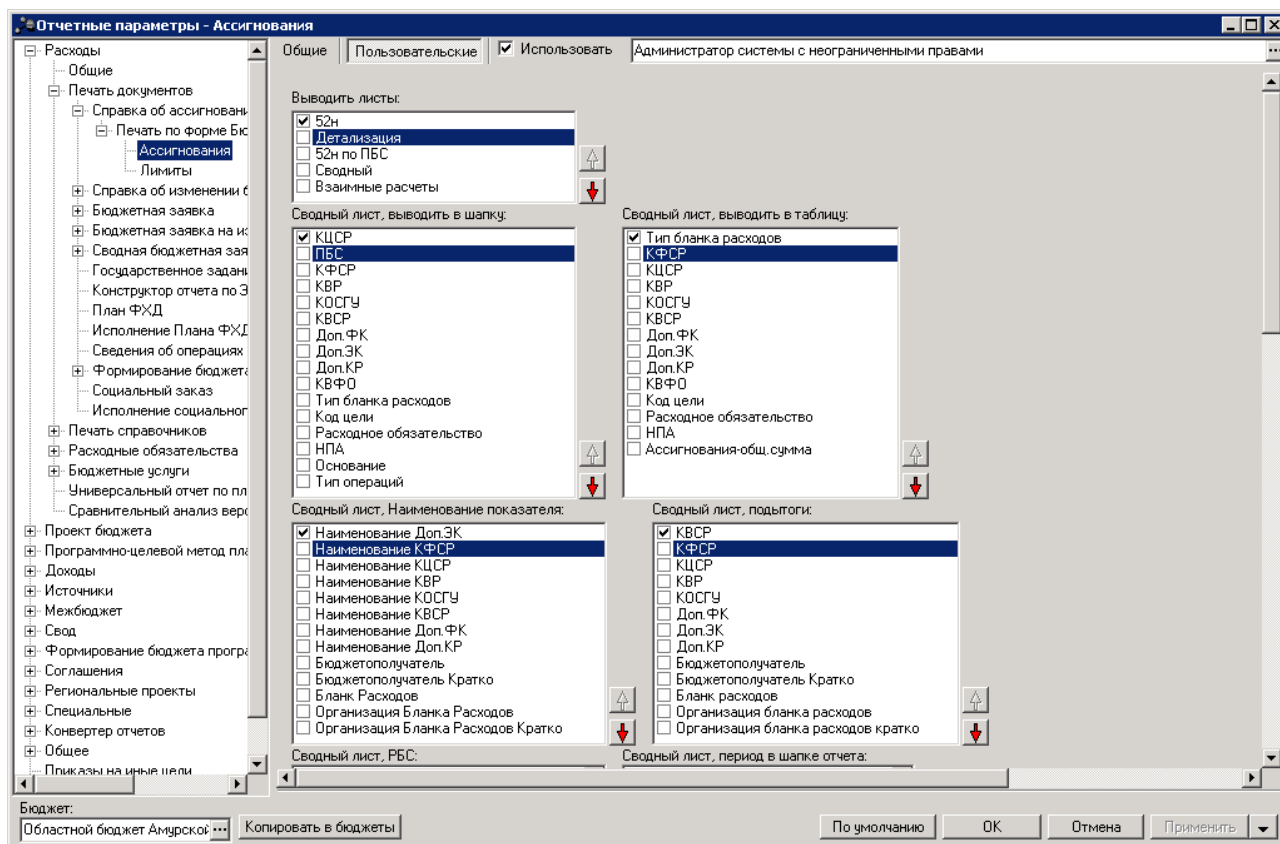 Отчетные параметры - Ассигнования
Расходы
Общие
Печать документов
Справка об ассигновани
Печать по форме Бю
Ассигнования
Лимиты
Справка об изменении б
Бюджетная заявка
Бюджетная заявка на из
Сводная бюджетная зая
Государственное задани
Конструктор отчета по Э
План ФХД
Исполнение Плана ФХД
Сведения об операциях
Формирование бюджета
Социальный заказ
Исполнение социальног
Печать справочников
Расходные обязательства
Бюджетные услуги
Универсальный отчет по пл
Сравнительный анализ верс
Проект бюджета
Программно-целевой метод пла
Доходы
Источники
Межбюджет
Свод
Формирование бюджета програ
Соглашения
Региональные проекты
Специальные
Конвертер отчетов
Общее
Приказы на иные цели
Общие Пользовательские Использовать Администратор системы с неограниченными правами ...
Выводить листы:
52н
Детализация
52н по ПБС
Сводный
Взаимные расчеты
Сводный лист, выводить в шапку:
КЦСР
ПБС
КФСР
КВР
КОСГУ
КВСР
Доп.ФК
Доп.ЭК
Доп.КР
КВФО
Тип бланка расходов
Код цели
Расходное обязательство
НПА
Основание
Тип операций
Сводный лист, выводить в таблицу:
Тип бланка расходов
КФСР
КЦСР
КВР
КОСГУ
КВСР
Доп.ФК
Доп.ЭК
Доп.КР
КВФО
Код цели
Расходное обязательство
НПА
Ассигнования-общ.сумма
Сводный лист, Наименование показателя:
Наименование Доп.ЭК
Наименование КФСР
Наименование КЦСР
Наименование КВР
Наименование КОСГУ
Наименование КВСР
Наименование Доп.ФК
Наименование Доп.КР
Бюджетополучатель
Бюджетополучатель Кратко
Бланк Расходов
Организация Бланка Расходов
Организация Бланка Расходов Кратко
Сводный лист, подытоги:
КВСР
КФСР
КЦСР
КВР
КОСГУ
Доп.ФК
Доп.ЭК
Доп.КР
Бюджетополучатель
Бюджетополучатель Кратко
Бланк расходов
Организация бланка расходов
Организация бланка расходов кратко
Сводный лист, РБС:
Сводный лист, период в шапке отчета:
Бюджет:
Областной бюджет Амурской ... Копировать в бюджеты По умолчанию OK Отмена Применить